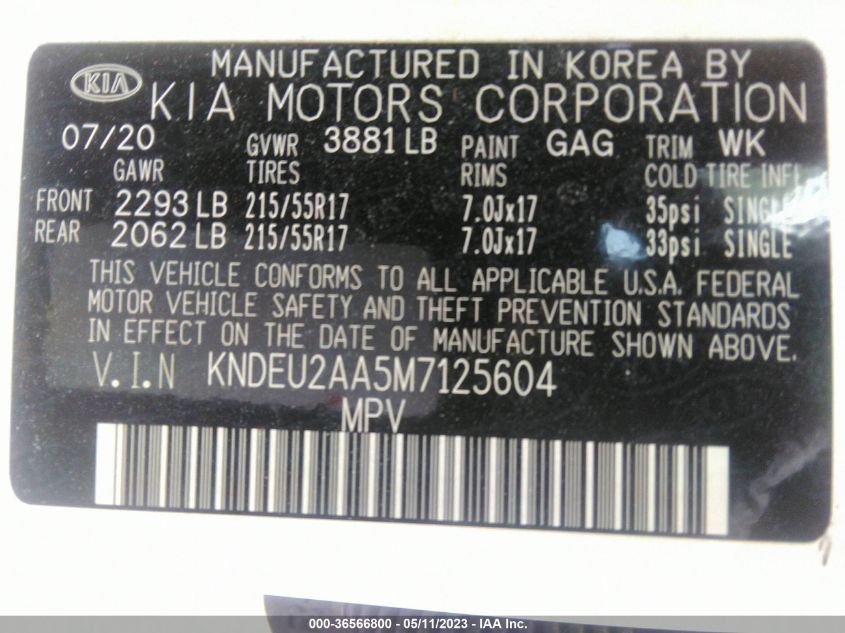 MANUFACTURED IN KOREA BY
KIA KIA MOTORS CORPORATION
07/20 GVWR 3881 LB PAINT GAG TRIM WK
GAWR TIRES RIMS COLD TIRE INFL
FRONT 2293 LB 215/55R17 7.0Jx17 35psi SINGLE
REAR 2062 LB 215/55R17 7.0Jx17 33psi SINGLE
THIS VEHICLE CONFORMS TO ALL APPLICABLE U.S.A. FEDERAL
MOTOR VEHICLE SAFETY AND THEFT PREVENTION STANDARDS
IN EFFECT ON THE DATE OF MANUFACTURE SHOWN ABOVE.
V.I.N KNDEU2AA5M7125604
MPV
000-36566800 - 05/11/2023 - IAA Inc.